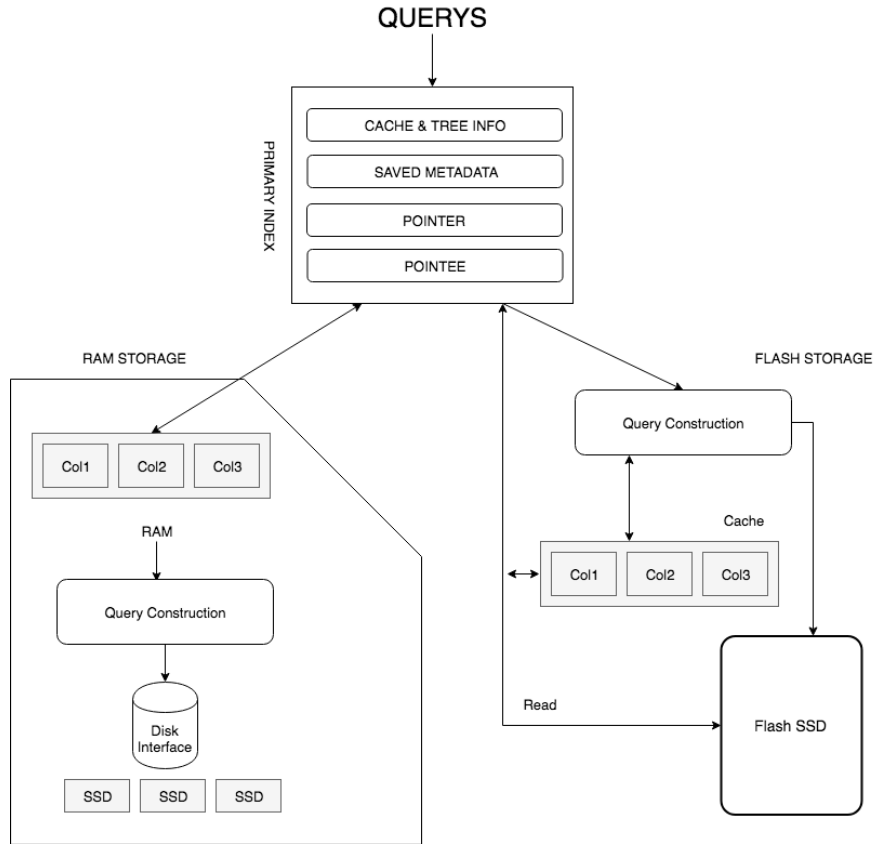 QUERYS
PRIMARY INDEX
CACHE & TREE INFO
SAVED METADATA
POINTER
POINTEE
RAM STORAGE
FLASH STORAGE
Col1 Col2 Col3
RAM
Query Construction
Disk
Interface
SSD SSD SSD
Query Construction
Cache
Col1 Col2 Col3
Read
Flash SSD